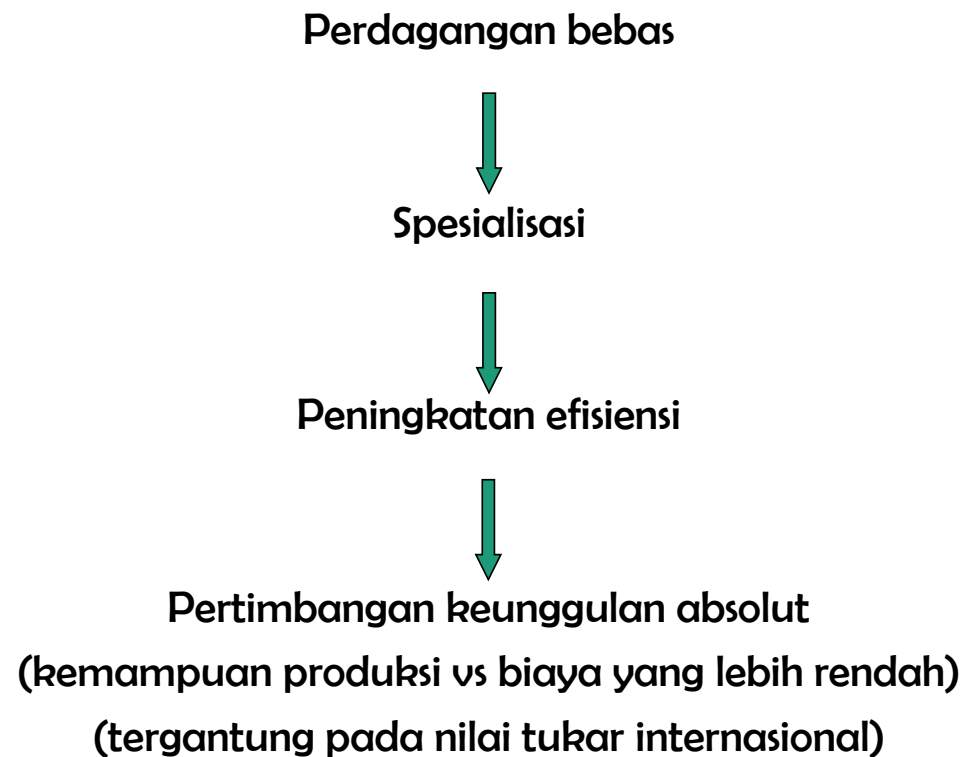 Perdagangan bebas
Spesialisasi
Peningkatan efisiensi
Pertimbangan keunggulan absolut
(kemampuan produksi vs biaya yang lebih rendah)
(tergantung pada nilai tukar internasional)